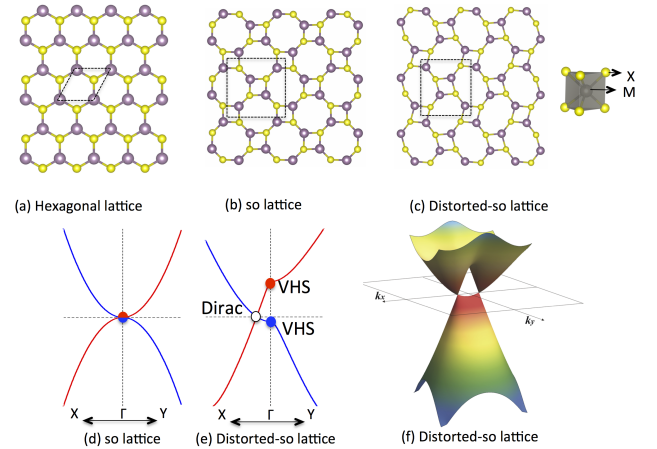 X
M
(a) Hexagonal lattice
(b) so lattice
(c) Distorted-so lattice
Dirac
VHS
VHS
kx
ky
X Γ Y
X Γ Y
(d) so lattice
(e) Distorted-so lattice
(f) Distorted-so lattice